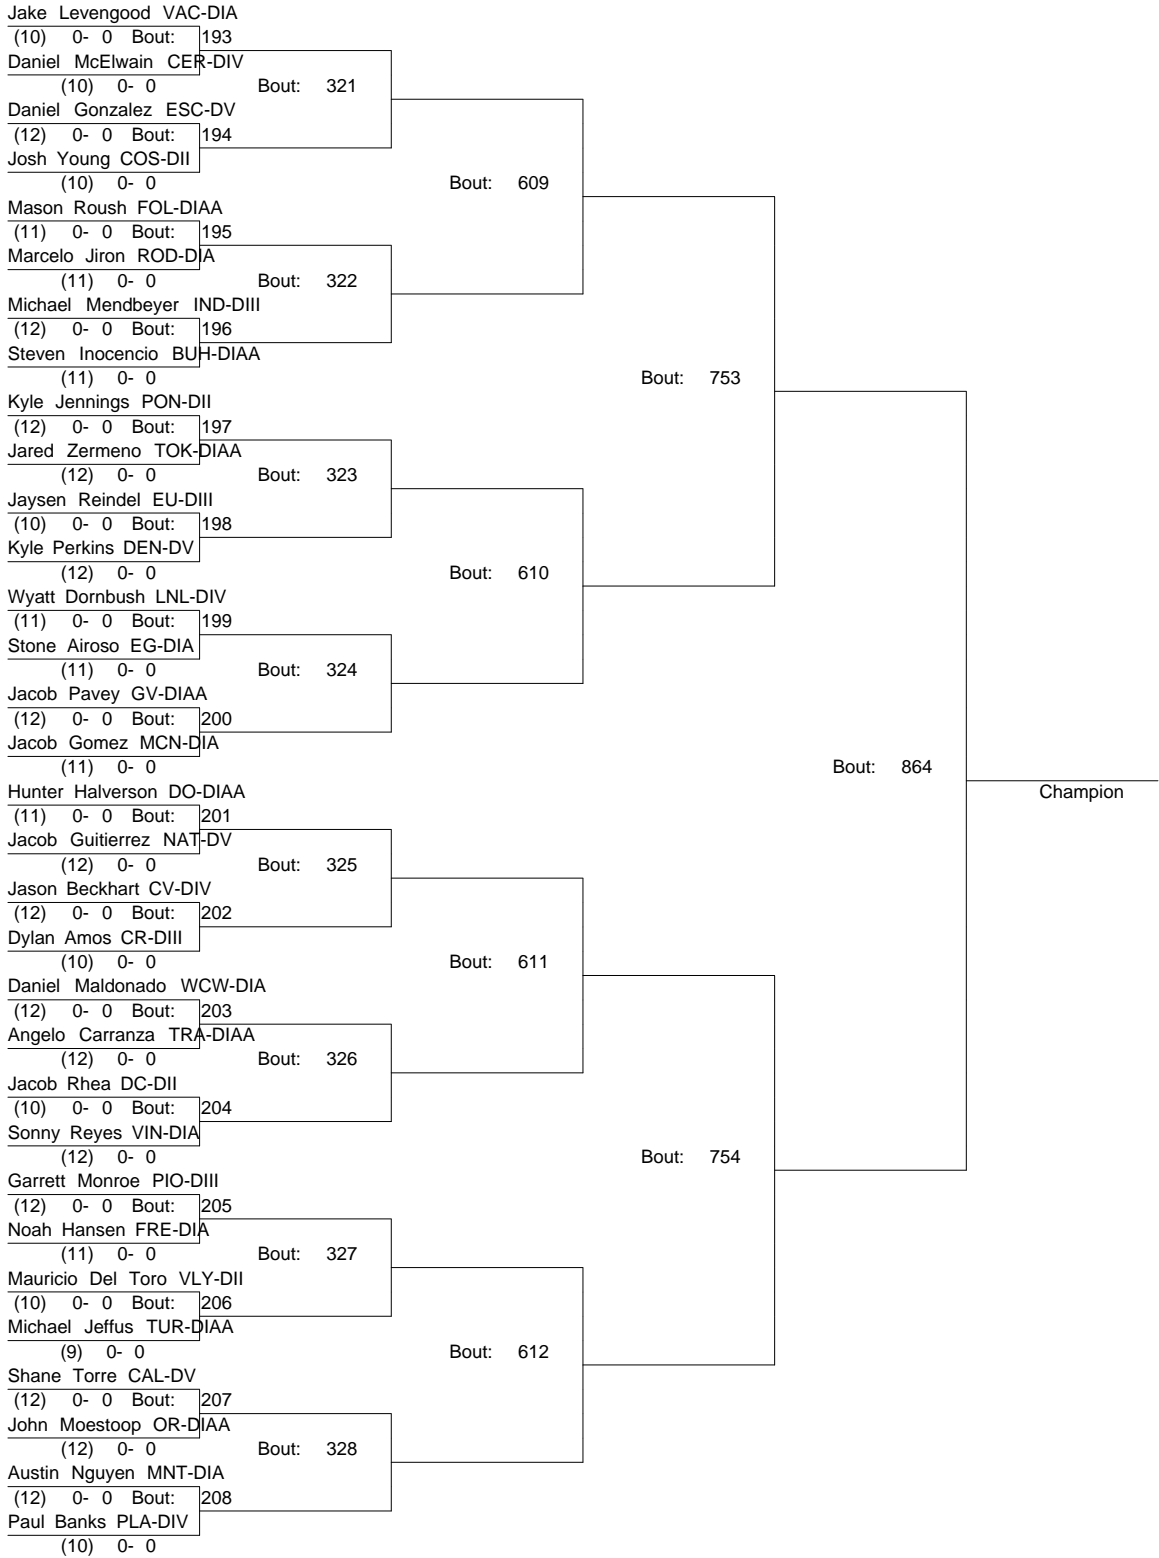 Jake Levengood VAC-DIA
(10) 0- 0 Bout: 193
Daniel McElwain CER-DIV
(10) 0- 0 Bout: 321
Daniel Gonzalez ESC-DV
(12) 0- 0 Bout: 194
Josh Young COS-DII
(10) 0- 0 Bout: 609
Mason Roush FOL-DIAA
(11) 0- 0 Bout: 195
Marcelo Jiron ROD-DIA
(11) 0- 0 Bout: 322
Michael Mendbeyer IND-DIII
(12) 0- 0 Bout: 196
Steven Inocencio BUH-DIAA
(11) 0- 0 Bout: 753
Kyle Jennings PON-DII
(12) 0- 0 Bout: 197
Jared Zermeno TOK-DIAA
(12) 0- 0 Bout: 323
Jaysen Reindel EU-DIII
(10) 0- 0 Bout: 198
Kyle Perkins DEN-DV
(12) 0- 0 Bout: 610
Wyatt Dornbush LNL-DIV
(11) 0- 0 Bout: 199
Stone Airoso EG-DIA
(11) 0- 0 Bout: 324
Jacob Pavey GV-DIAA
(12) 0- 0 Bout: 200
Jacob Gomez MCN-DIA
(11) 0- 0 Bout: 864
Hunter Halverson DO-DIAA Champion
(11) 0- 0 Bout: 201
Jacob Guitierrez NAT-DV
(12) 0- 0 Bout: 325
Jason Beckhart CV-DIV
(12) 0- 0 Bout: 202
Dylan Amos CR-DIII
(10) 0- 0 Bout: 611
Daniel Maldonado WCW-DIA
(12) 0- 0 Bout: 203
Angelo Carranza TRA-DIAA
(12) 0- 0 Bout: 326
Jacob Rhea DC-DII
(10) 0- 0 Bout: 204
Sonny Reyes VIN-DIA
(12) 0- 0 Bout: 754
Garrett Monroe PIO-DIII
(12) 0- 0 Bout: 205
Noah Hansen FRE-DIA
(11) 0- 0 Bout: 327
Mauricio Del Toro VLY-DII
(10) 0- 0 Bout: 206
Michael Jeffus TUR-DIAA
(9) 0- 0 Bout: 612
Shane Torre CAL-DV
(12) 0- 0 Bout: 207
John Moestoop OR-DIAA
(12) 0- 0 Bout: 328
Austin Nguyen MNT-DIA
(12) 0- 0 Bout: 208
Paul Banks PLA-DIV
(10) 0- 0